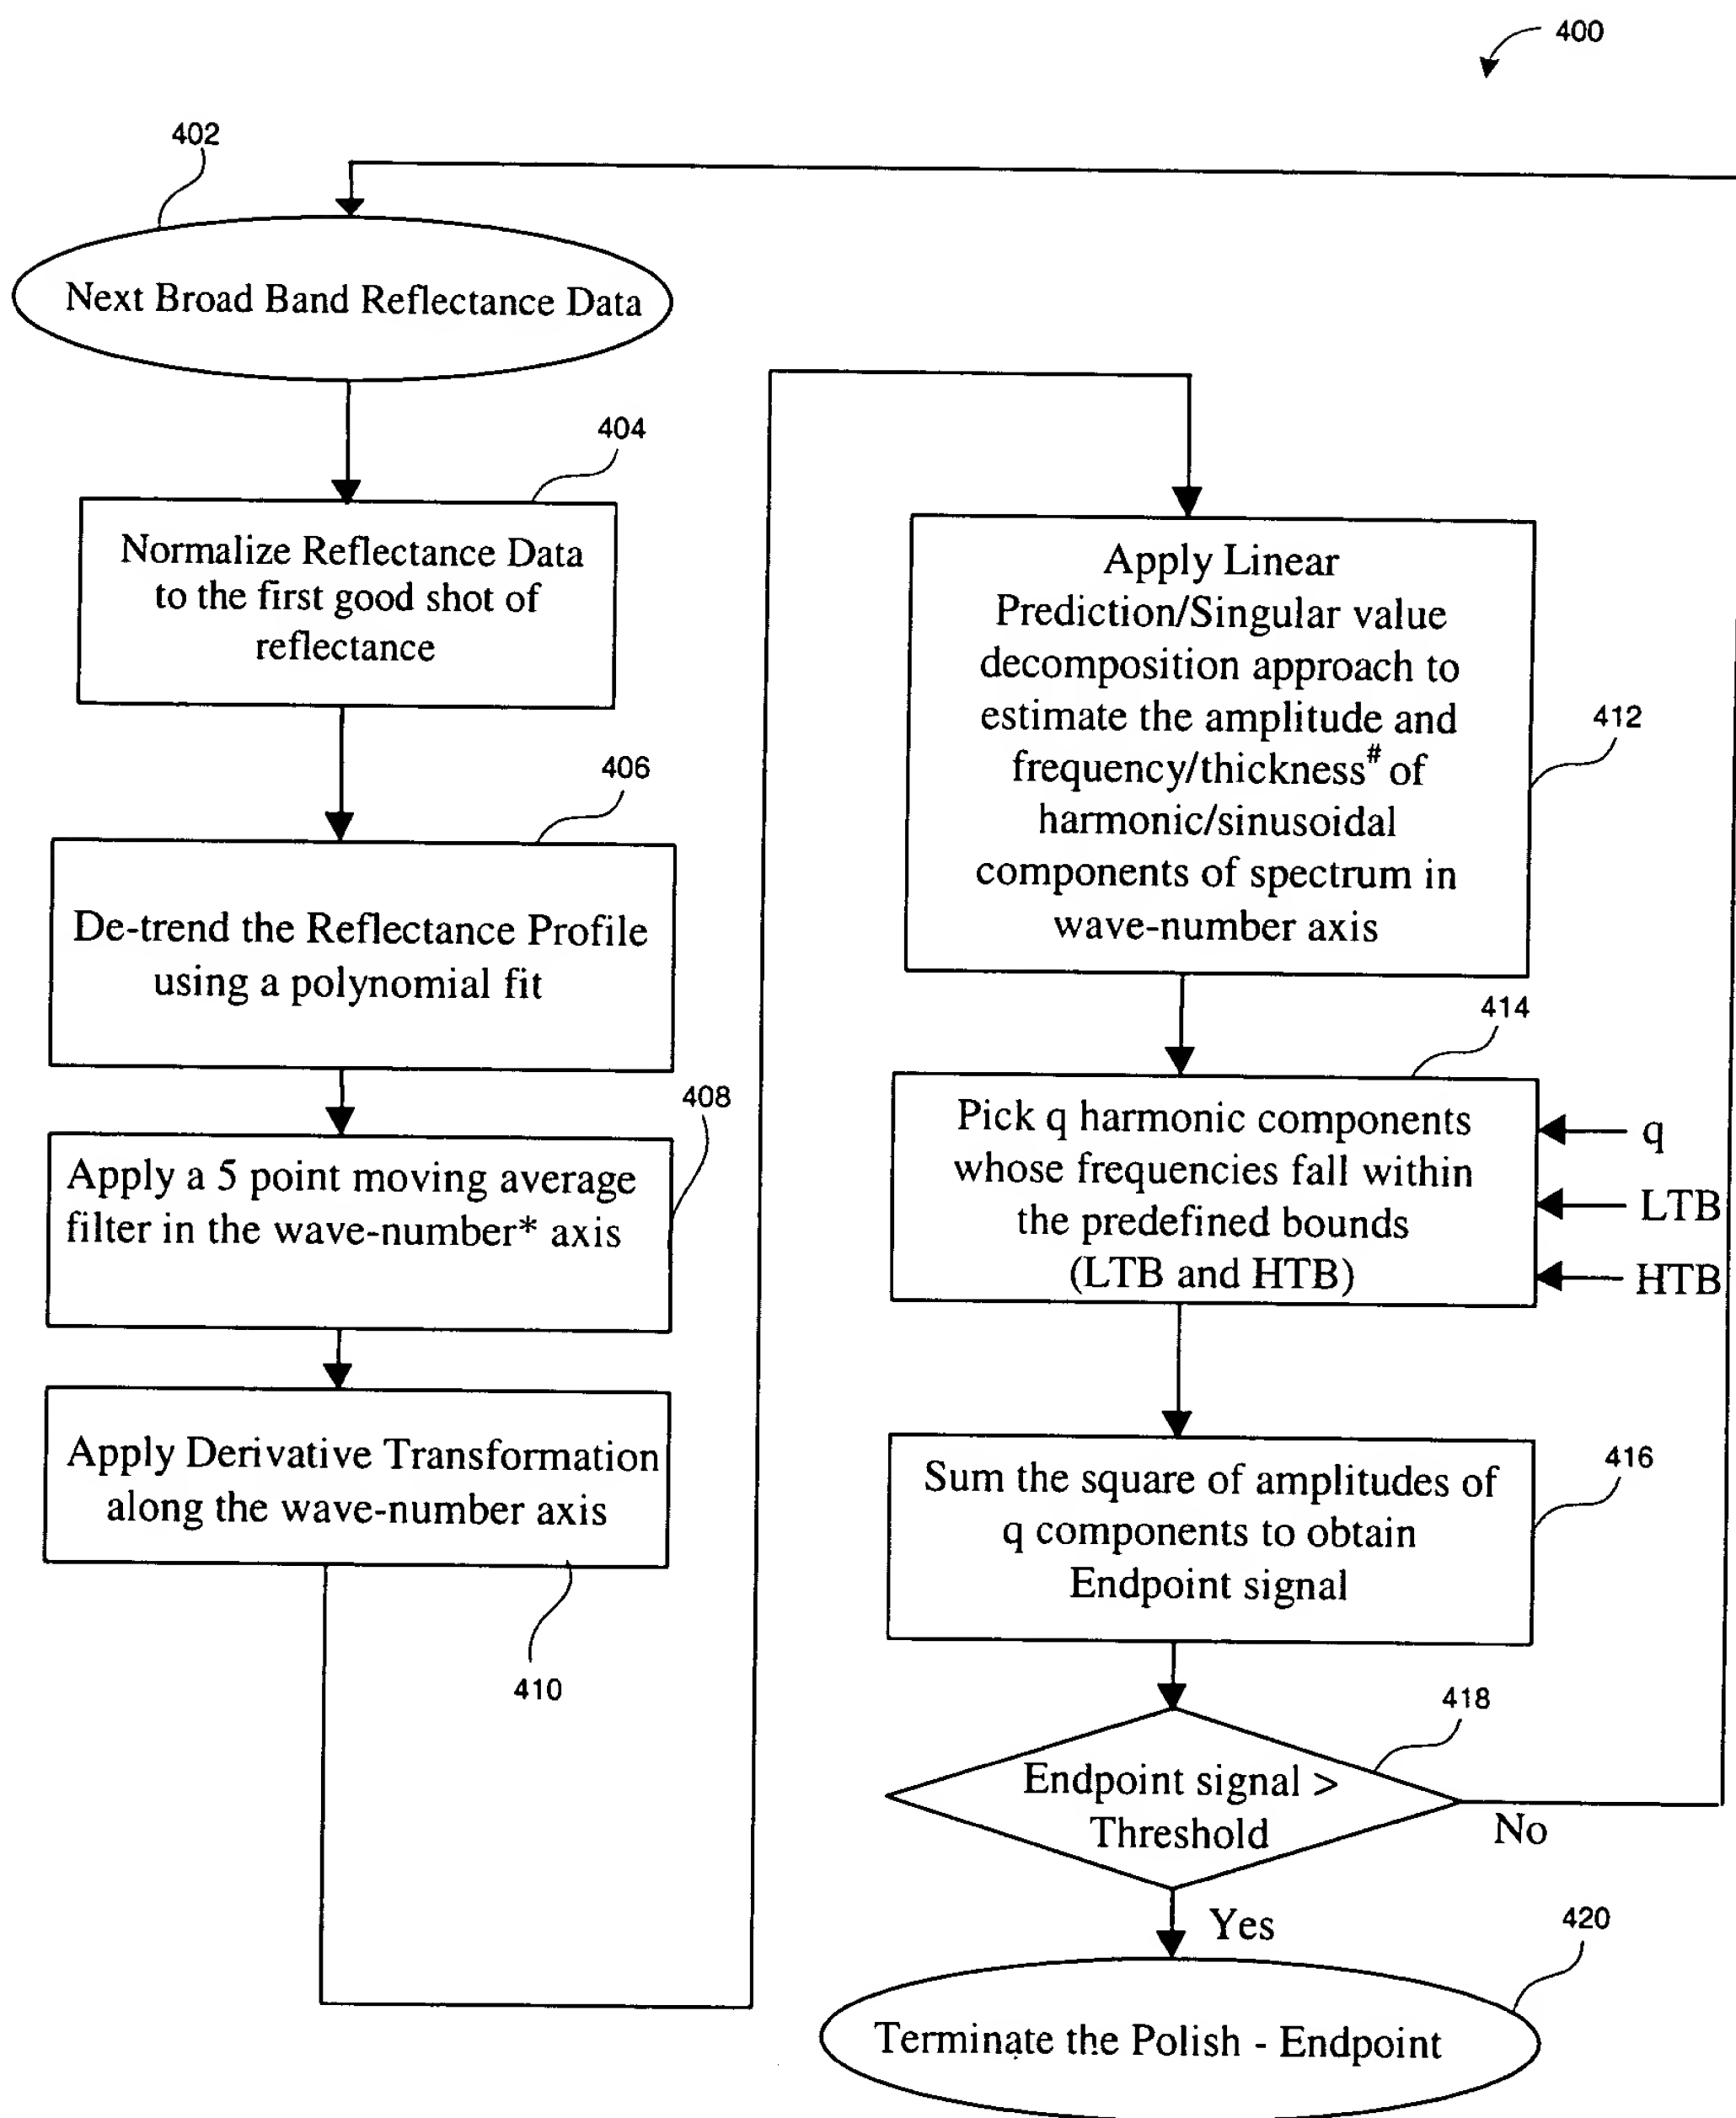 400
402
Next Broad Band Reflectance Data
404
Normalize Reflectance Data
to the first good shot of
reflectance
406
De-trend the Reflectance Profile
using a polynomial fit
408
Apply a 5 point moving average
filter in the wave-number* axis
Apply Derivative Transformation
along the wave-number axis
410
Apply Linear
Prediction/Singular value
decomposition approach to
estimate the amplitude and
frequency/thickness# of
harmonic/sinusoidal
components of spectrum in
wave-number axis
412
414
Pick q harmonic components
whose frequencies fall within
the predefined bounds
(LTB and HTB)
q
LTB
HTB
Sum the square of amplitudes of
q components to obtain
Endpoint signal
416
418
Endpoint signal >
Threshold
No
Yes
420
Terminate the Polish - Endpoint